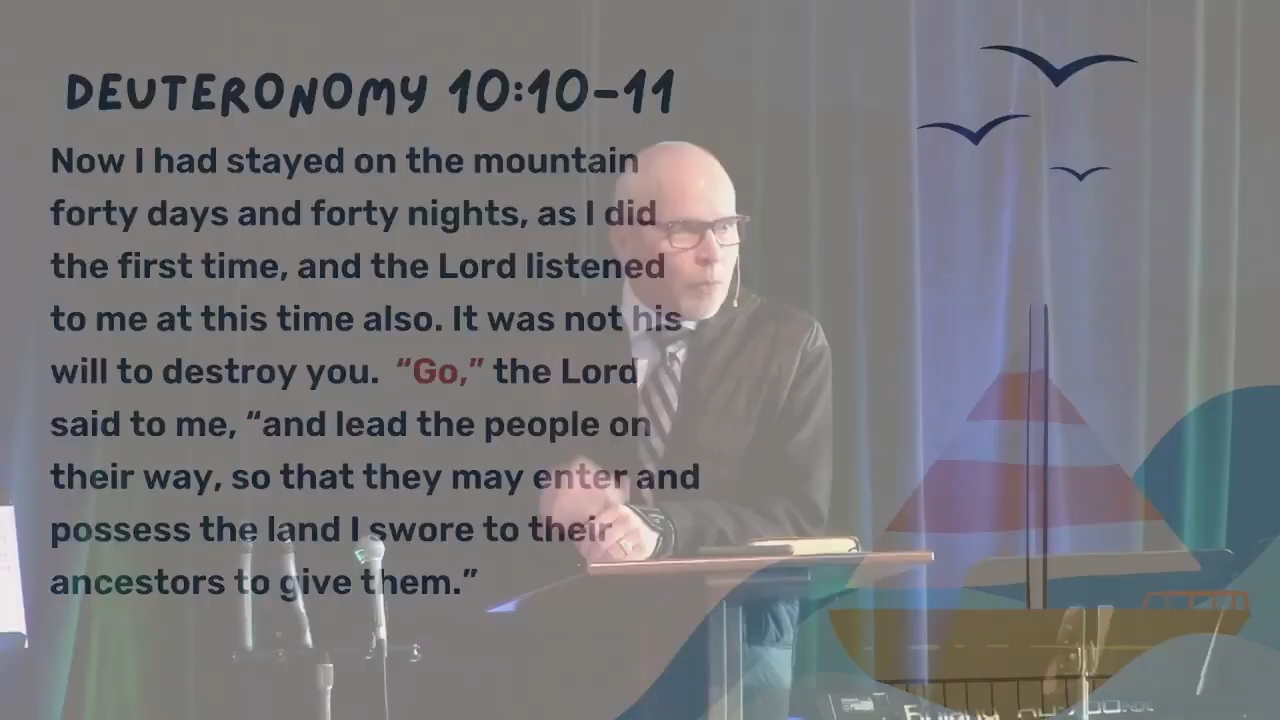 DEUTERONOMY 10:10-11
Now I had stayed on the mountain
forty days and forty nights, as I did
the first time, and the Lord listened
to me at this time also. It was not his
will to destroy you. “Go,” the Lord
said to me, “and lead the people on
their way, so that they may enter and
possess the land I swore to their
ancestors to give them.”